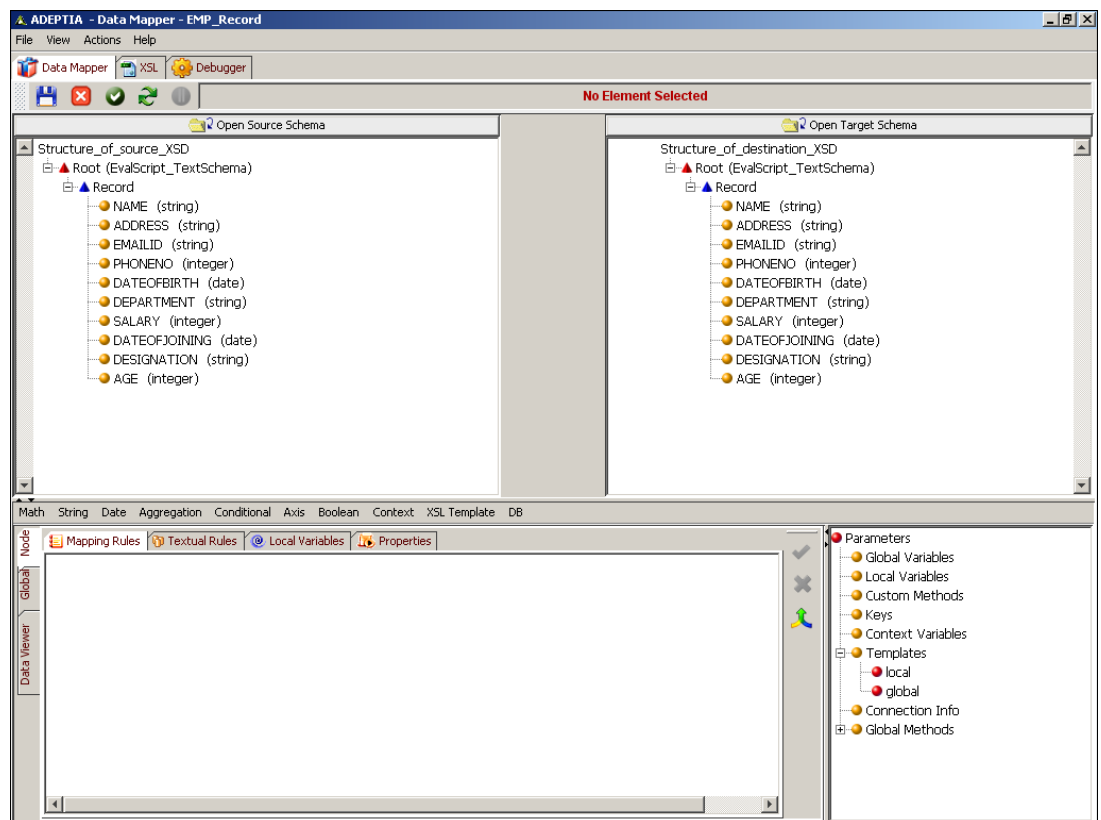 ADEPTIA - Data Mapper - EMP_Record
File View Actions Help
Data Mapper XSL Debugger
No Element Selected
Open Source Schema
Structure_of_source_XSD
Root (EvalScript_TextSchema)
Record
NAME (string)
ADDRESS (string)
EMAILID (string)
PHONENO (integer)
DATEOFBIRTH (date)
DEPARTMENT (string)
SALARY (integer)
DATEOFJOINING (date)
DESIGNATION (string)
AGE (integer)
Open Target Schema
Structure_of_destination_XSD
Root (EvalScript_TextSchema)
Record
NAME (string)
ADDRESS (string)
EMAILID (string)
PHONENO (integer)
DATEOFBIRTH (date)
DEPARTMENT (string)
SALARY (integer)
DATEOFJOINING (date)
DESIGNATION (string)
AGE (integer)
Math String Date Aggregation Conditional Axis Boolean Context XSL Template DB
Node
Global
Data Viewer
Mapping Rules Textual Rules Local Variables Properties
Parameters
Global Variables
Local Variables
Custom Methods
Keys
Context Variables
Templates
local
global
Connection Info
Global Methods